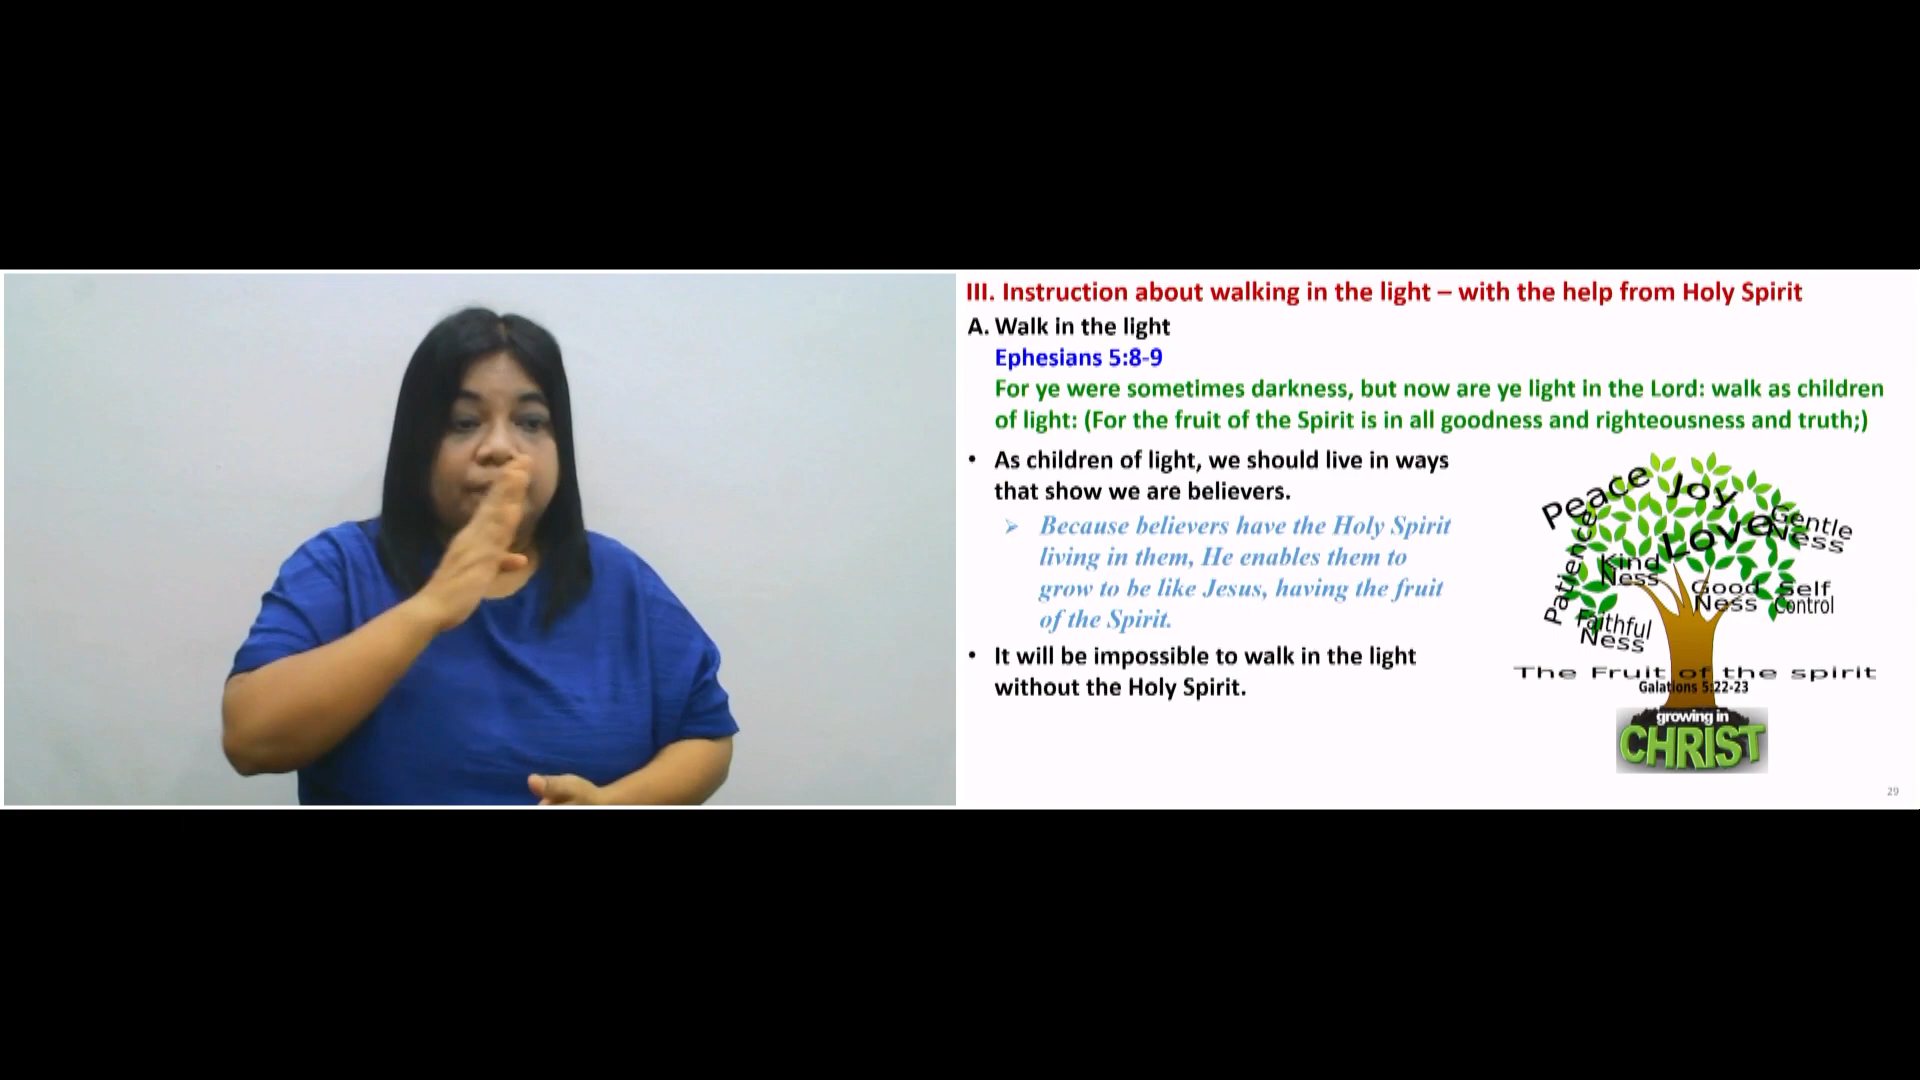 III. Instruction about walking in the light – with the help from Holy Spirit
A. Walk in the light
Ephesians 5:8-9
For ye were sometimes darkness, but now are ye light in the Lord: walk as children
of light: (For the fruit of the Spirit is in all goodness and righteousness and truth;)
• As children of light, we should live in ways
that show we are believers.
➢ Because believers have the Holy Spirit
living in them, He enables them to
grow to be like Jesus, having the fruit
of the Spirit.
• It will be impossible to walk in the light
without the Holy Spirit.
Peace
Joy
Love
Gentle
Ness
Patience
Kind
Ness
Good
Ness
Self
Control
Faithful
Ness
The Fruit of the spirit
Galations 5:22-23
growing in
CHRIST
29